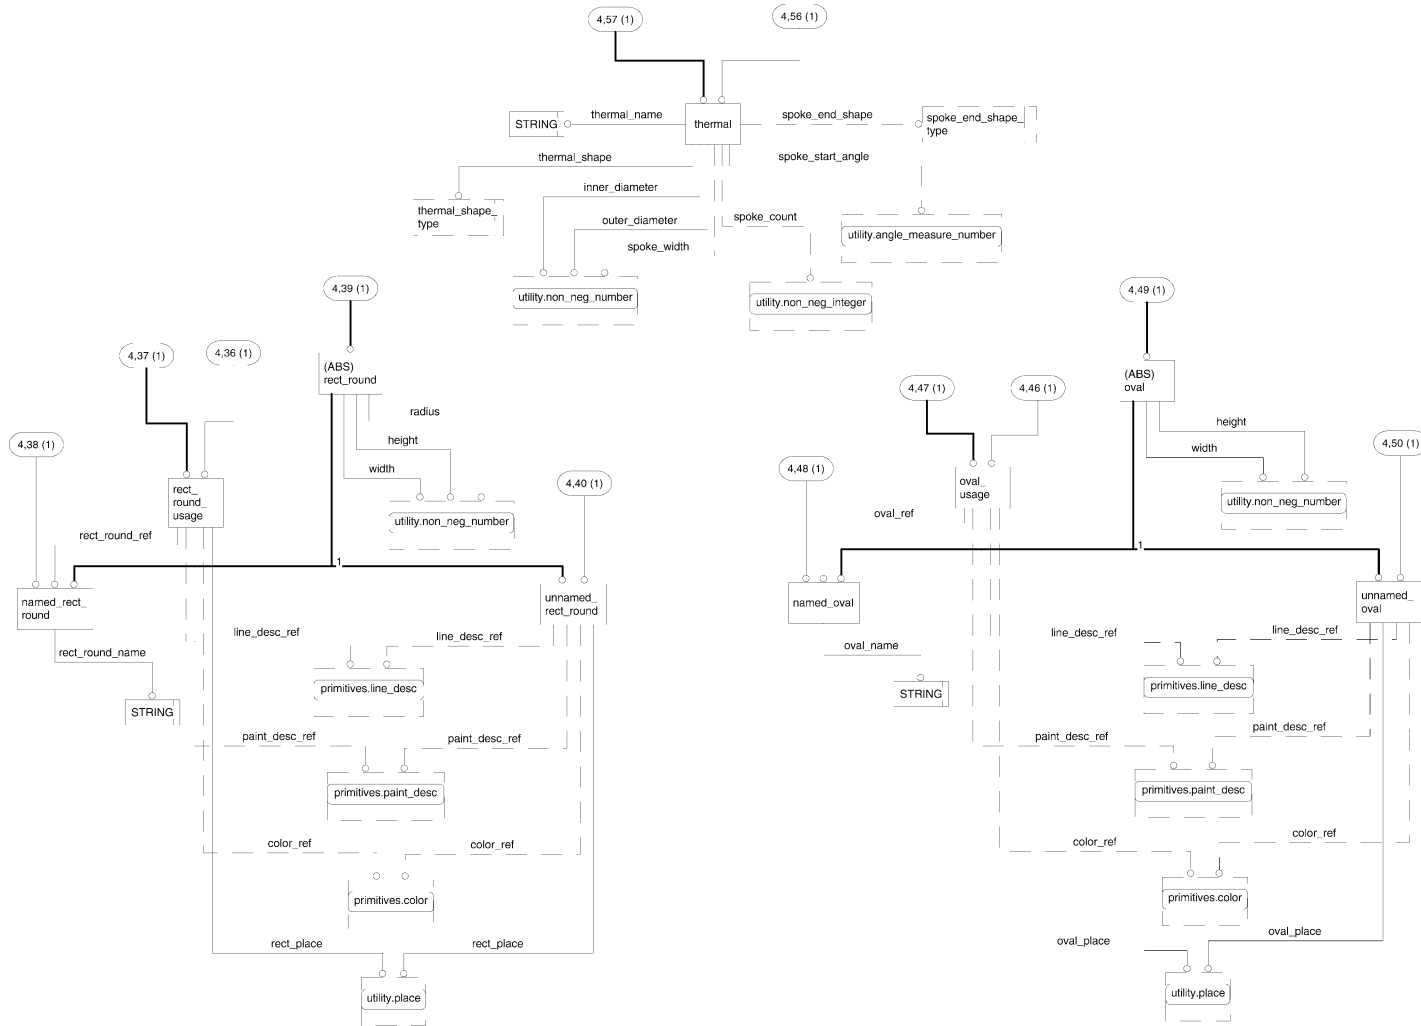 4,57 (1)
4,56 (1)
thermal_name
spoke_end_shape
STRING
thermal
spoke_end_shape_
type
thermal_shape
spoke_start_angle
inner_diameter
thermal_shape_
type
outer_diameter
spoke_count
spoke_width
utility.angle_measure_number
utility.non_neg_number
utility.non_neg_integer
4,39 (1)
4,37 (1)
4,36 (1)
(ABS)
rect_round
radius
height
width
4,38 (1)
4,40 (1)
rect_
round_
usage
utility.non_neg_number
rect_round_ref
1
named_rect_
round
unnamed_
rect_round
line_desc_ref
line_desc_ref
rect_round_name
primitives.line_desc
STRING
paint_desc_ref
paint_desc_ref
primitives.paint_desc
color_ref
color_ref
primitives.color
rect_place
rect_place
utility.place
4,49 (1)
4,47 (1)
4,46 (1)
(ABS)
oval
height
width
4,48 (1)
4,50 (1)
oval_
usage
utility.non_neg_number
oval_ref
1
named_oval
unnamed_
oval
line_desc_ref
line_desc_ref
oval_name
primitives.line_desc
STRING
paint_desc_ref
paint_desc_ref
primitives.paint_desc
color_ref
color_ref
primitives.color
oval_place
oval_place
utility.place